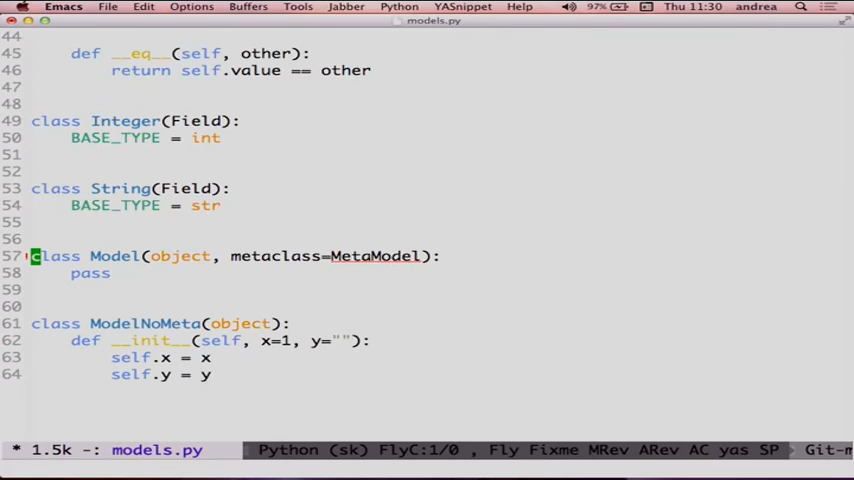 Emacs File Edit Options Buffers Tools Jabber Python YASnippet Help 97% Thu 11:30 andrea
models.py
44
45 def __eq__(self, other):
46 return self.value == other
47
48
49 class Integer(Field):
50 BASE_TYPE = int
51
52
53 class String(Field):
54 BASE_TYPE = str
55
56
57 class Model(object, metaclass=MetaModel):
58 pass
59
60
61 class ModelNoMeta(object):
62 def __init__(self, x=1, y=""):
63 self.x = x
64 self.y = y
* 1.5k -: models.py Python (sk) FlyC:1/0 , Fly Fixme MRev ARev AC yas SP Git-m